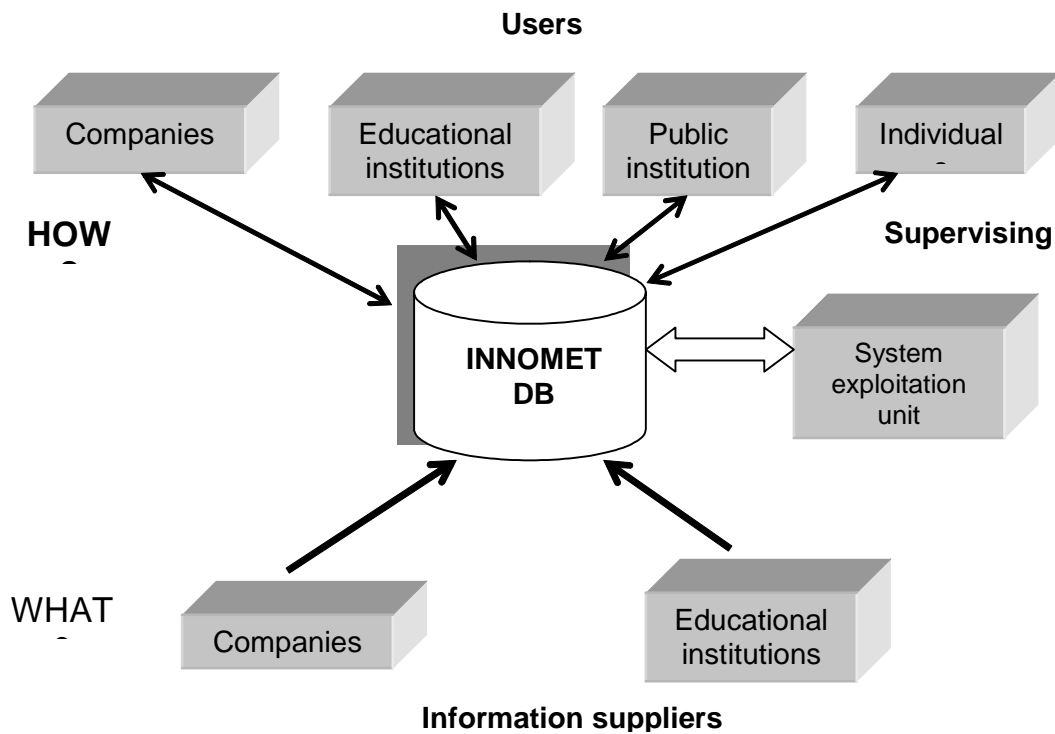 Users
Companies
Educational
institutions
Public
institution
Individual
HOW
Supervising
INNOMET
DB
System
exploitation
unit
WHAT
Companies
Educational
institutions
Information suppliers